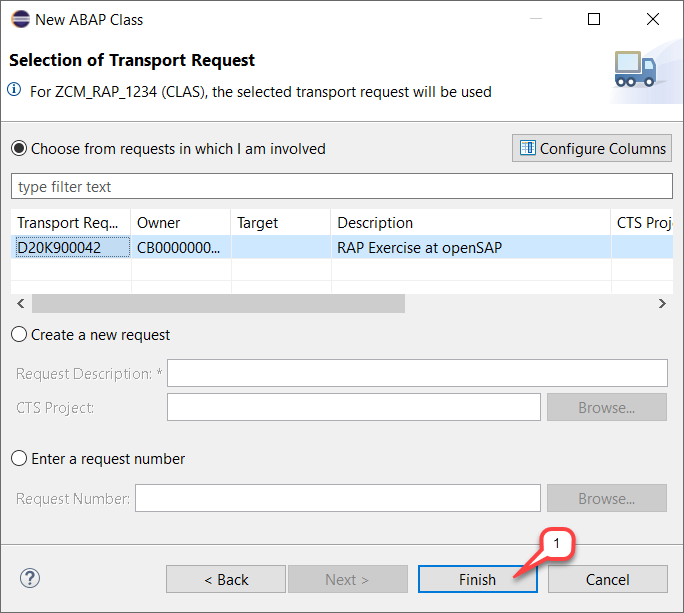 New ABAP Class
Selection of Transport Request
For ZCM_RAP_1234 (CLAS), the selected transport request will be used
Choose from requests in which I am involved
Configure Columns
type filter text
Transport Req... Owner Target Description CTS Proj
D20K900042 CB0000000... RAP Exercise at openSAP
Create a new request
Request Description: *
CTS Project:
Browse...
Enter a request number
Request Number:
Browse...
1
? < Back Next > Finish Cancel